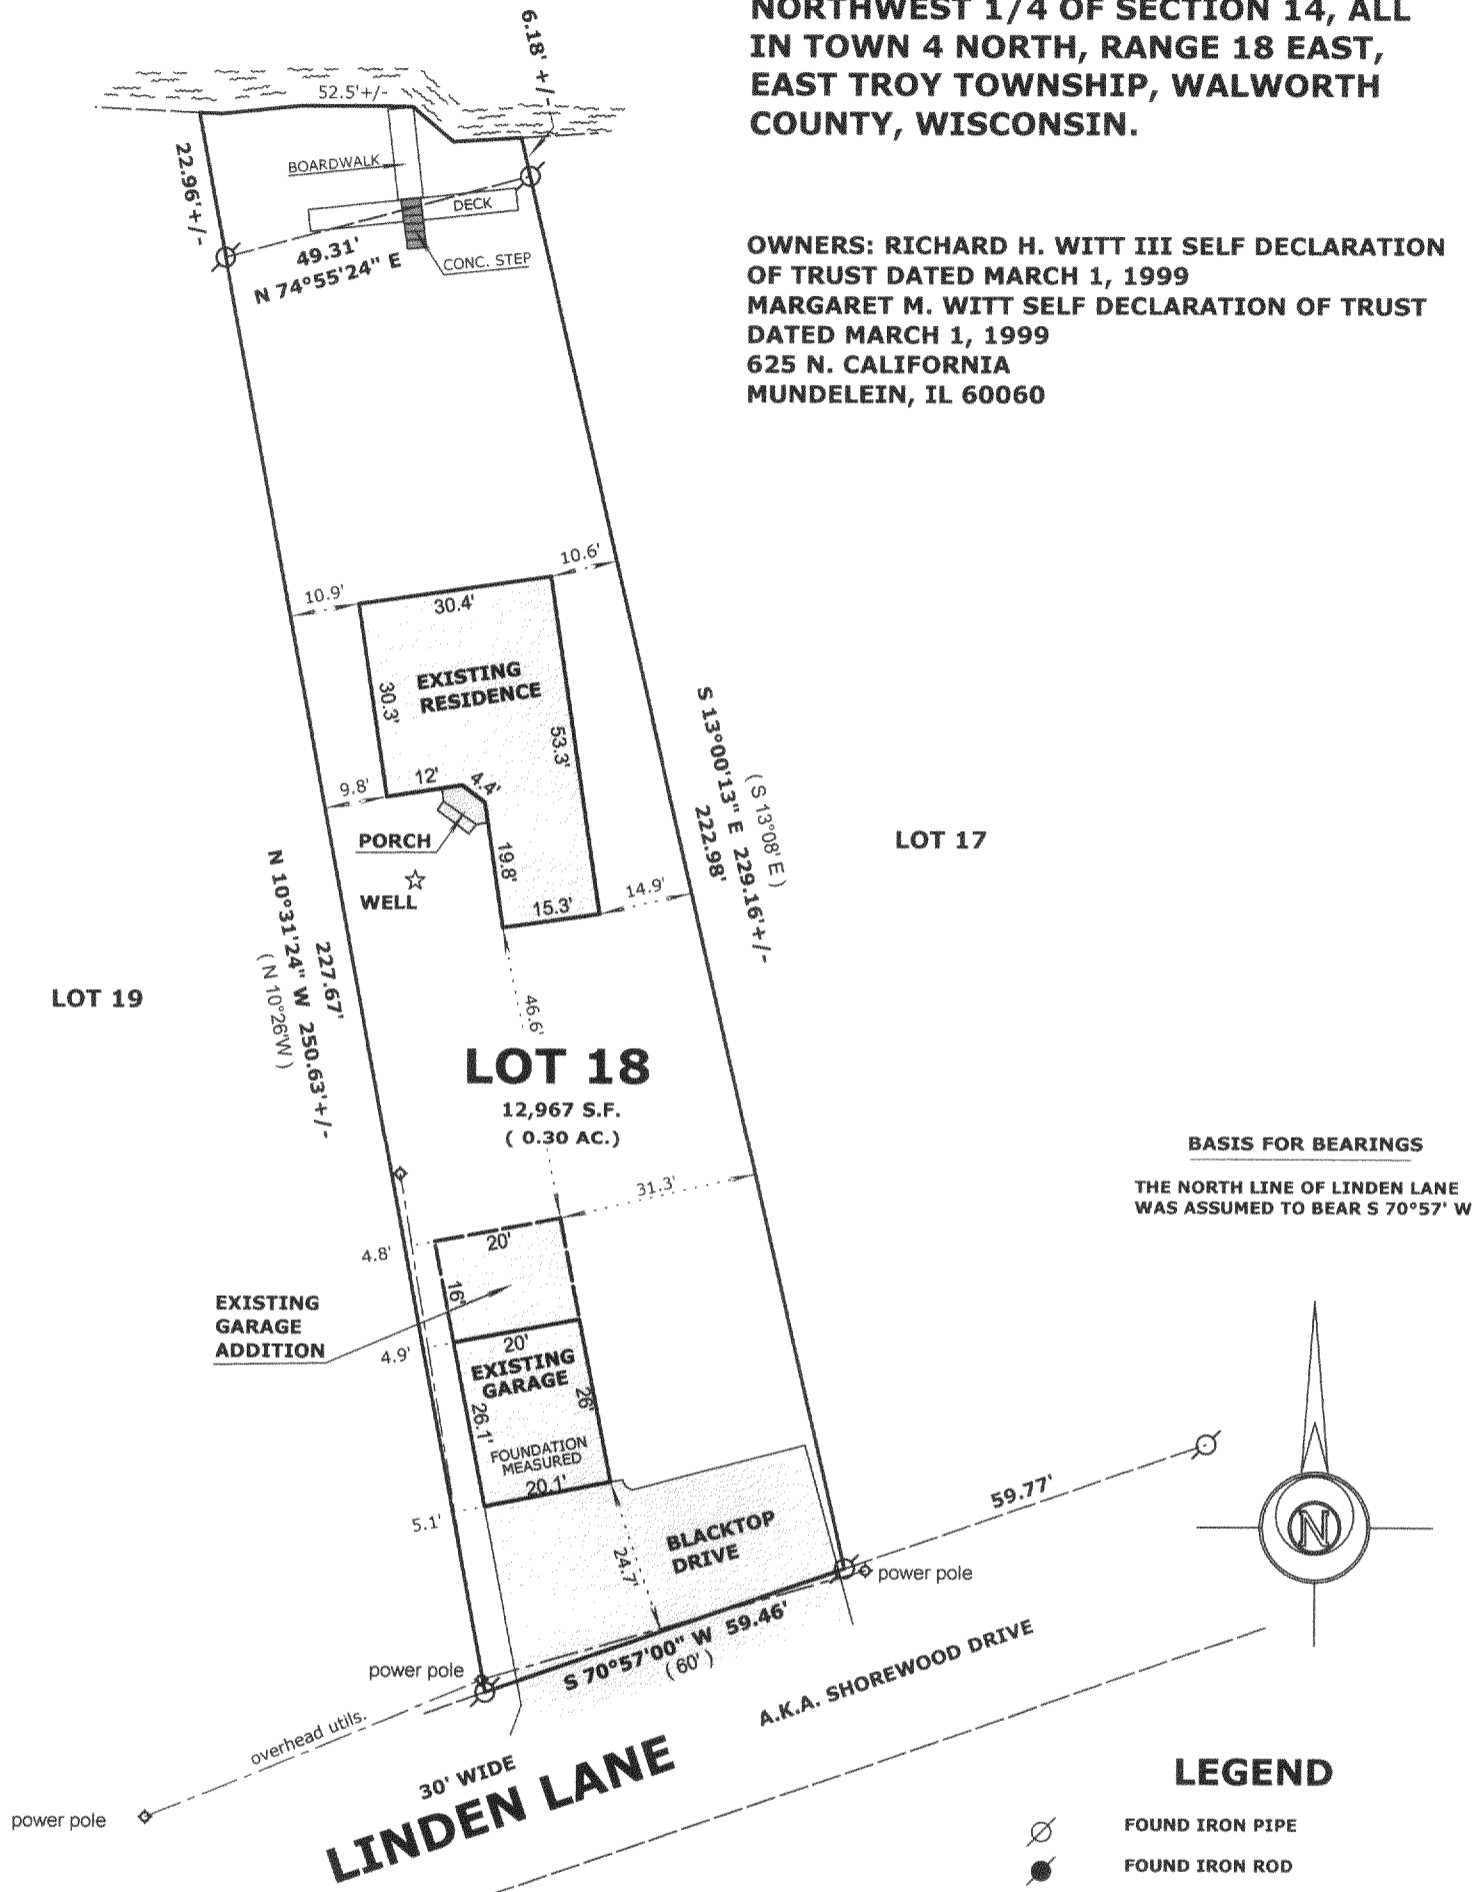 NORTHWEST 1/4 OF SECTION 14, ALL
IN TOWN 4 NORTH, RANGE 18 EAST,
EAST TROY TOWNSHIP, WALWORTH
COUNTY, WISCONSIN.
6.18' +/-
52.5'+/-
22.96'+/-
BOARDWALK
DECK
49.31'
N 74°55'24" E
CONC. STEP
OWNERS: RICHARD H. WITT III SELF DECLARATION
OF TRUST DATED MARCH 1, 1999
MARGARET M. WITT SELF DECLARATION OF TRUST
DATED MARCH 1, 1999
625 N. CALIFORNIA
MUNDELEIN, IL 60060
10.6'
10.9'
30.4'
EXISTING
RESIDENCE
30.3'
53.3'
9.8'
12'
4.4'
PORCH
19.8'
WELL
15.3'
14.9'
S 13°00'13" E 229.16'+/-
(S 13°08' E )
222.98'
LOT 17
227.67'
N 10°31'24" W 250.63'+/-
( N 10°26'W )
LOT 19
46.6'
LOT 18
12,967 S.F.
( 0.30 AC.)
BASIS FOR BEARINGS
THE NORTH LINE OF LINDEN LANE
WAS ASSUMED TO BEAR S 70°57' W
31.3'
4.8'
20'
16'
EXISTING
GARAGE
ADDITION
4.9'
20'
EXISTING
GARAGE
26'
26.1'
FOUNDATION
MEASURED
20.1'
5.1'
24.7'
BLACKTOP
DRIVE
59.77'
N
power pole
S 70°57'00" W 59.46'
( 60' )
power pole
overhead utils.
A.K.A. SHOREWOOD DRIVE
30' WIDE
LINDEN LANE
power pole
LEGEND
FOUND IRON PIPE
FOUND IRON ROD